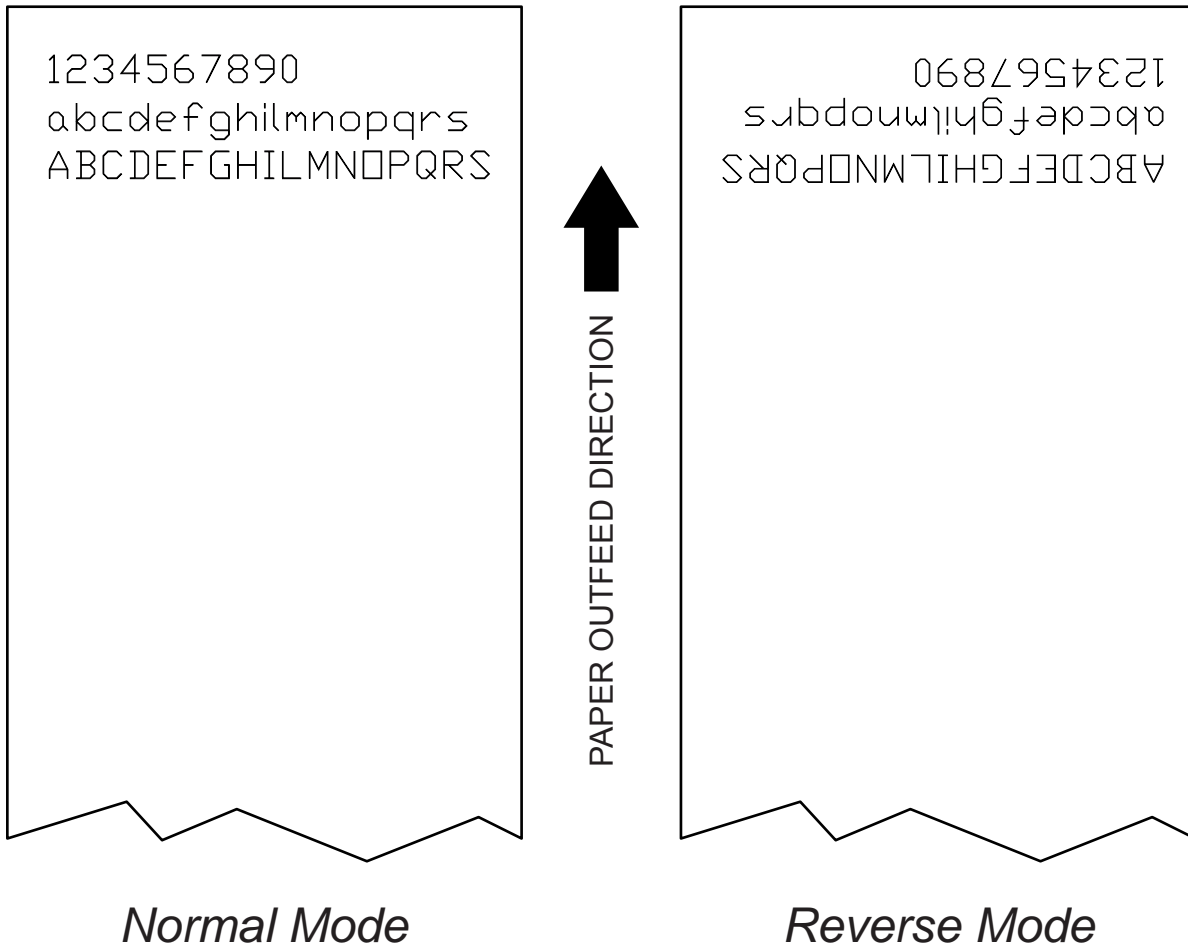 1234567890
abcdefghilmnopqrs
ABCDEFGHILMNOPQRS
PAPER OUTFEED DIRECTION
1234567890
abcdefghilmnopqrs
ABCDEFGHILMNOPQRS
Normal Mode
Reverse Mode